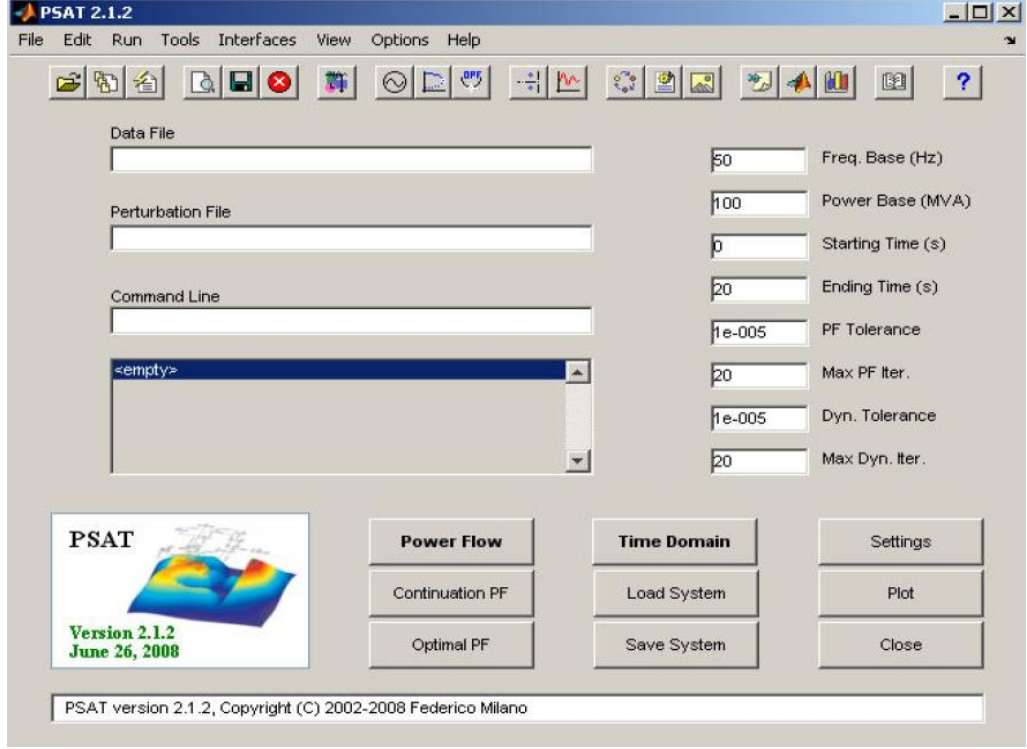 PSAT 2.1.2
File Edit Run Tools Interfaces View Options Help
OPF
?
Data File
50 Freq. Base (Hz)
Perturbation File
100 Power Base (MVA)
0 Starting Time (s)
Command Line
20 Ending Time (s)
1e-005 PF Tolerance
<empty>
20 Max PF Iter.
1e-005 Dyn. Tolerance
20 Max Dyn. Iter.
PSAT
Version 2.1.2
June 26, 2008
Power Flow Time Domain Settings
Continuation PF Load System Plot
Optimal PF Save System Close
PSAT version 2.1.2, Copyright (C) 2002-2008 Federico Milano